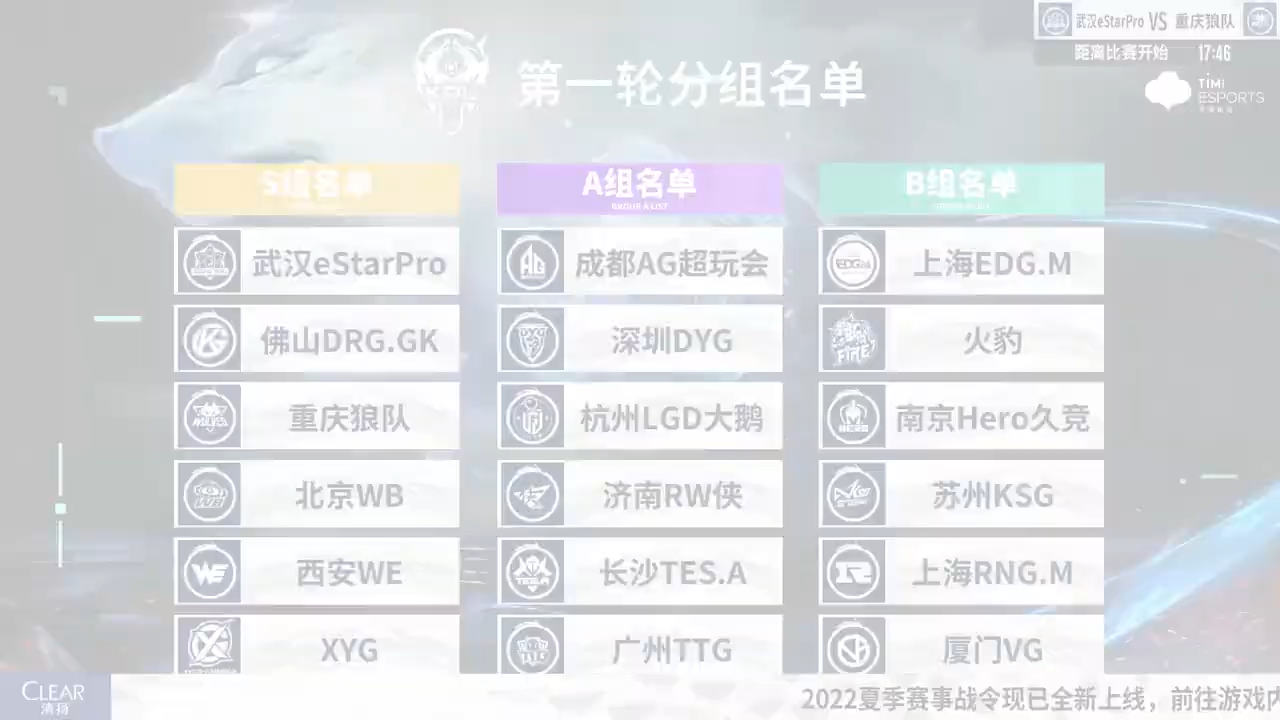 武汉eStarPro VS 重庆狼队
距离比赛开始 17:46
TiMi
ESPORTS
第一轮分组名单
S组名单
A组名单
GROUP A LIST
B组名单
武汉eStarPro
成都AG超玩会
上海EDG.M
佛山DRG.GK
深圳DYG
火豹
重庆狼队
杭州LGD大鹅
南京Hero久竞
北京WB
济南RW侠
苏州KSG
西安WE
长沙TES.A
上海RNG.M
XYG
广州TTG
厦门VG
CLEAR
清扬
2022夏季赛事战令现已全新上线，前往游戏内